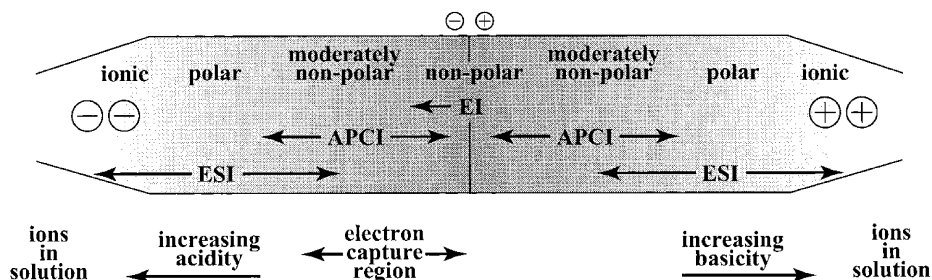 ⊖ ⊕
moderately moderately
ionic polar non-polar non-polar non-polar polar ionic
⊖⊖ EI ⊕⊕
APCI APCI
ESI ESI
ions electron ions
in increasing capture increasing in
solution acidity region basicity solution